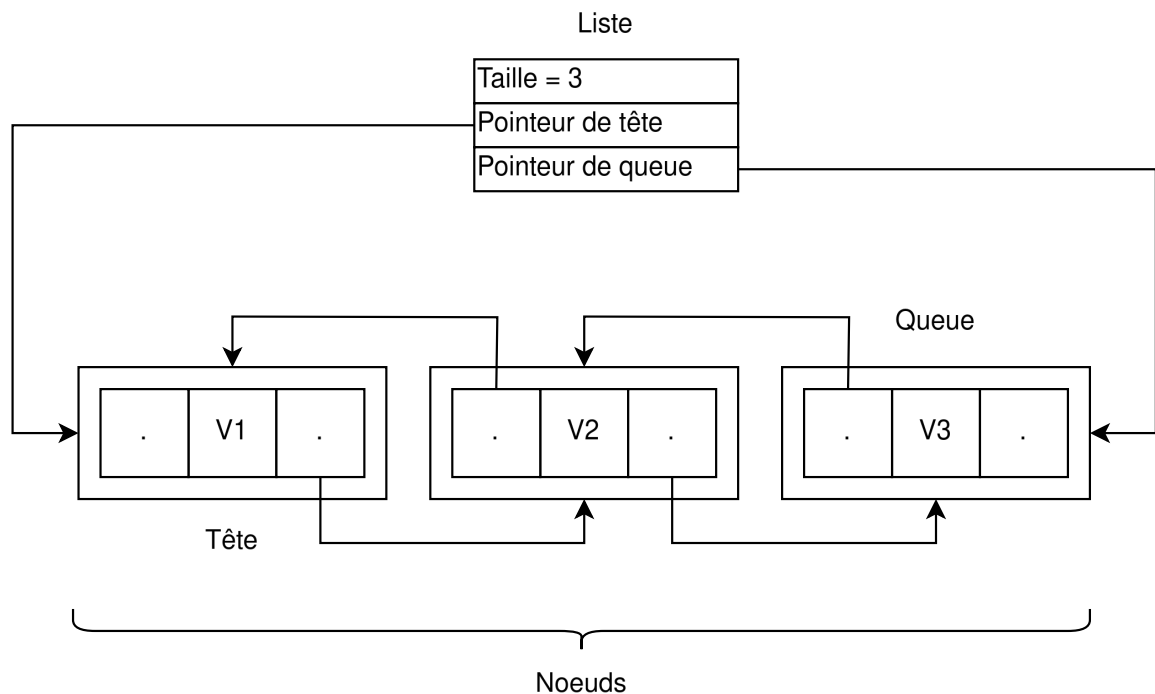 Liste
Taille = 3
Pointeur de tête
Pointeur de queue
Queue
. V1 . . V2 . . V3 .
Tête
Noeuds